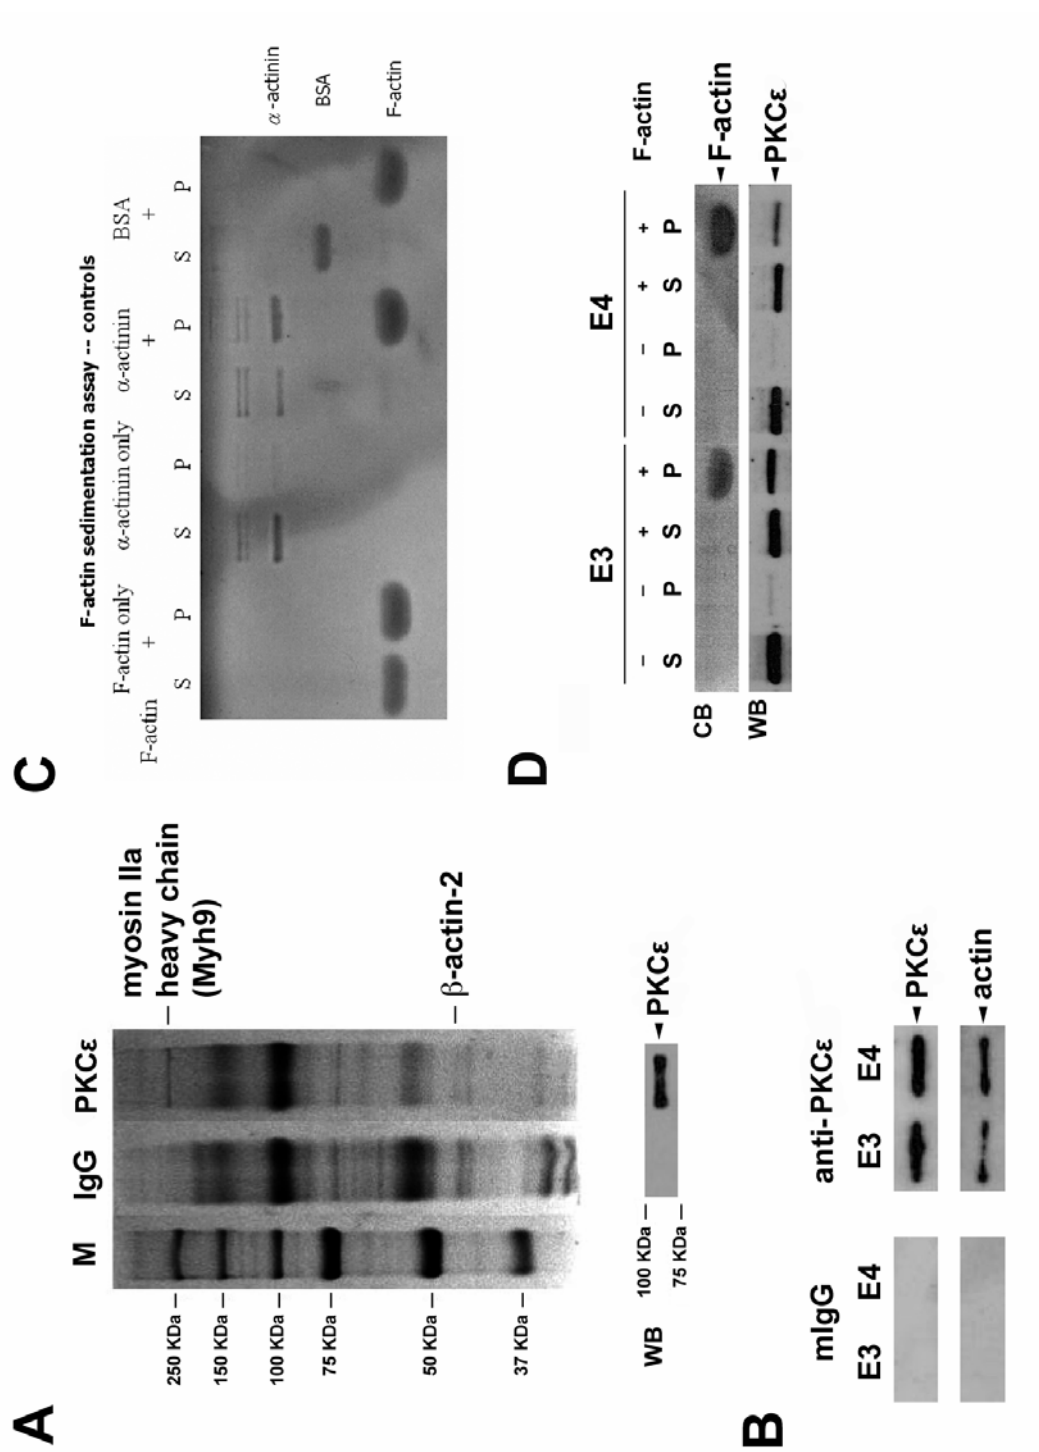 A
M IgG PKCε
250 KDa
150 KDa
100 KDa
75 KDa
50 KDa
37 KDa
myosin IIa
heavy chain
(Myh9)
β-actin-2
WB
100 KDa
75 KDa
PKCε
B
mIgG anti-PKCε
E3 E4 E3 E4
PKCε
actin
C
F-actin sedimentation assay -- controls
F-actin only α-actinin only α-actinin BSA
F-actin + + +
S P S P S P S P
α-actinin
BSA
F-actin
D
E3 E4
- - + + - - + + F-actin
S P S P S P S P
CB F-actin
WB PKCε